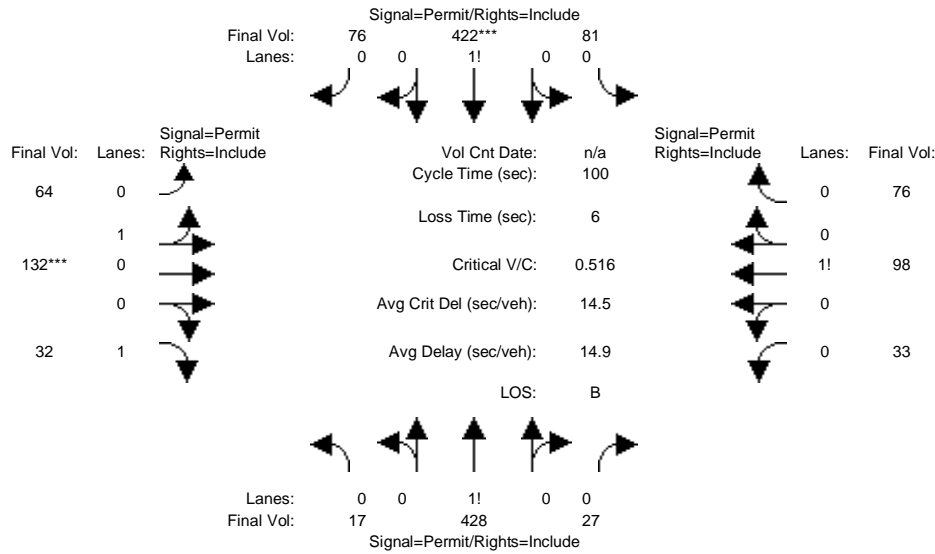 Signal=Permit/Rights=Include
Final Vol: 76 422*** 81
Lanes: 0 0 1! 0 0
Signal=Permit
Final Vol: Lanes: Rights=Include
Vol Cnt Date: n/a
Signal=Permit
Rights=Include Lanes: Final Vol:
Cycle Time (sec): 100
64 0
0 76
Loss Time (sec): 6
1
0
132*** 0
Critical V/C: 0.516
1! 98
0
Avg Crit Del (sec/veh): 14.5
0
32 1
Avg Delay (sec/veh): 14.9
0 33
LOS: B
Lanes: 0 0 1! 0 0
Final Vol: 17 428 27
Signal=Permit/Rights=Include